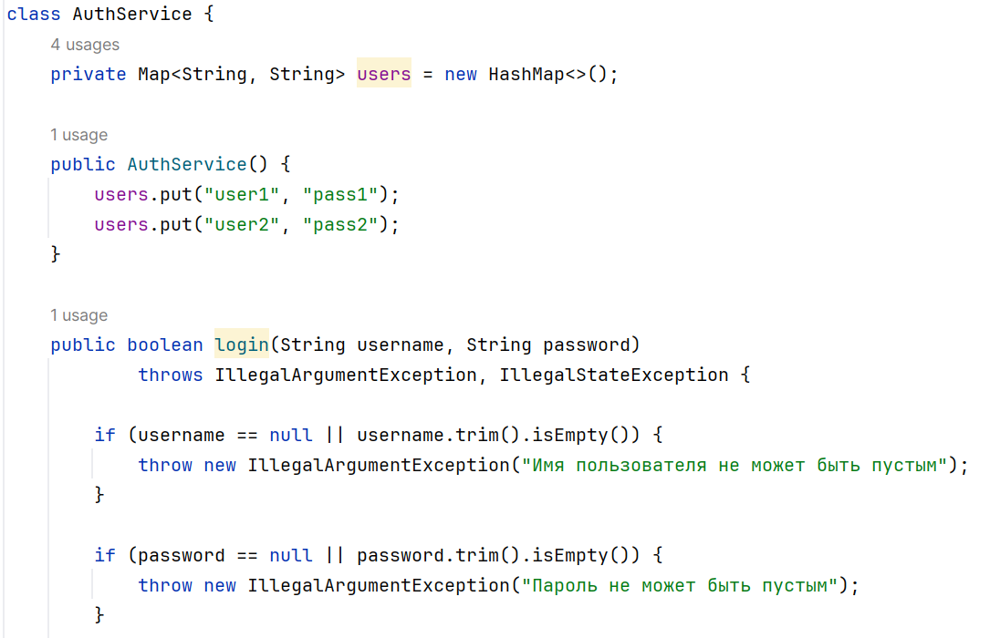 class AuthService {
4 usages
private Map<String, String> users = new HashMap<>();
1 usage
public AuthService() {
users.put("user1", "pass1");
users.put("user2", "pass2");
}
1 usage
public boolean login(String username, String password)
throws IllegalArgumentException, IllegalStateException {
if (username == null || username.trim().isEmpty()) {
throw new IllegalArgumentException("Имя пользователя не может быть пустым");
}
if (password == null || password.trim().isEmpty()) {
throw new IllegalArgumentException("Пароль не может быть пустым");
}